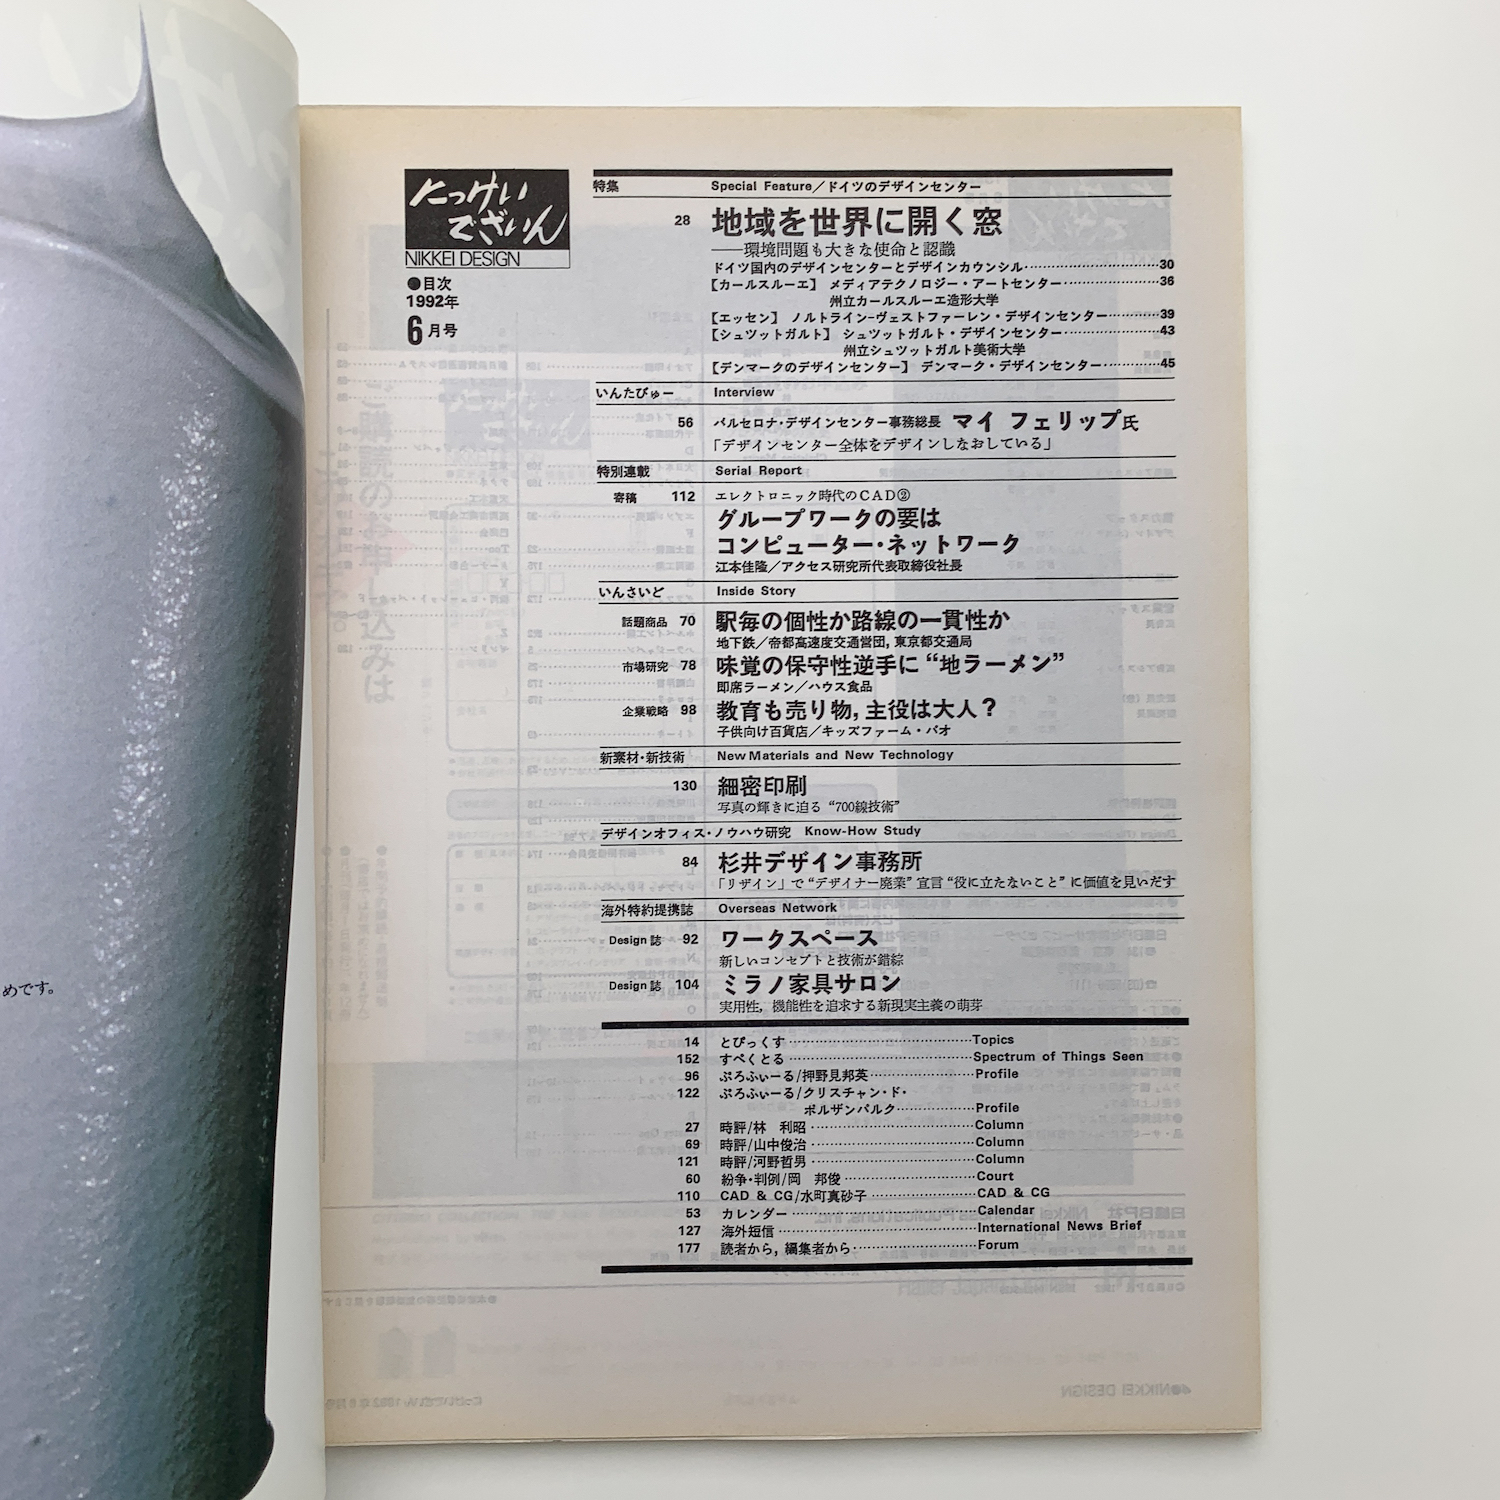 めです。
にっけい
でざいん
NIKKEI DESIGN
●目次
1992年
6月号
特集 Special Feature／ドイツのデザインセンター
28 地域を世界に開く窓
――環境問題も大きな使命と認識
ドイツ国内のデザインセンターとデザインカウンシル……30
【カールスルーエ】 メディアテクノロジー・アートセンター……36
州立カールスルーエ造形大学
【エッセン】 ノルトライン-ヴェストファーレン・デザインセンター……39
【シュツットガルト】 シュツットガルト・デザインセンター……43
州立シュツットガルト美術大学
【デンマークのデザインセンター】 デンマーク・デザインセンター……45
いんたびゅー Interview
56 バルセロナ・デザインセンター事務総長 マイ フェリップ氏
「デザインセンター全体をデザインしなおしている」
特別連載 Serial Report
寄稿 112 エレクトロニック時代のCAD②
グループワークの要は
コンピューター・ネットワーク
江本佳隆／アクセス研究所代表取締役社長
いんさいど Inside Story
話題商品 70 駅毎の個性か路線の一貫性か
地下鉄／帝都高速度交通営団, 東京都交通局
市場研究 78 味覚の保守性逆手に“地ラーメン”
即席ラーメン／ハウス食品
企業戦略 98 教育も売り物, 主役は大人？
子供向け百貨店／キッズファーム・パオ
新素材・新技術 New Materials and New Technology
130 細密印刷
写真の輝きに迫る “700線技術”
デザインオフィス・ノウハウ研究 Know-How Study
84 杉井デザイン事務所
「リザイン」で“デザイナー廃業” 宣言 “役に立たないこと” に価値を見いだす
海外特約提携誌 Overseas Network
Design誌 92 ワークスペース
新しいコンセプトと技術が錯綜
Design誌 104 ミラノ家具サロン
実用性, 機能性を追求する新現実主義の萌芽
14 とぴっくす……Topics
152 すぺくとる……Spectrum of Things Seen
96 ぷろふぃーる/押野見邦英……Profile
122 ぷろふぃーる/クリスチャン・ド・
ポルザンパルク……Profile
27 時評/林 利昭……Column
69 時評/山中俊治……Column
121 時評/河野哲男……Column
60 紛争・判例/岡 邦俊……Court
110 CAD & CG/水町真砂子……CAD & CG
53 カレンダー……Calendar
127 海外短信……International News Brief
177 読者から, 編集者から……Forum